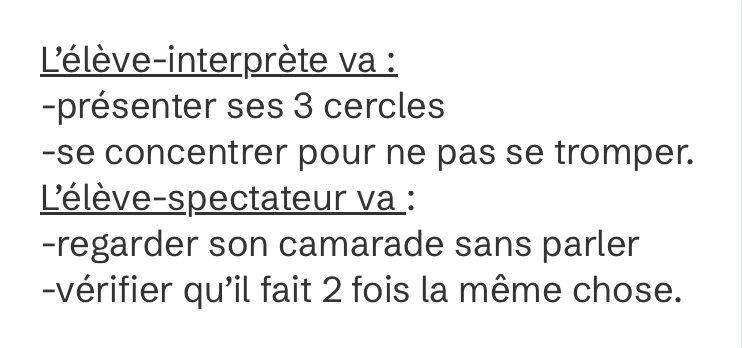 L’élève-interprète va :
-présenter ses 3 cercles
-se concentrer pour ne pas se tromper.
L’élève-spectateur va :
-regarder son camarade sans parler
-vérifier qu’il fait 2 fois la même chose.